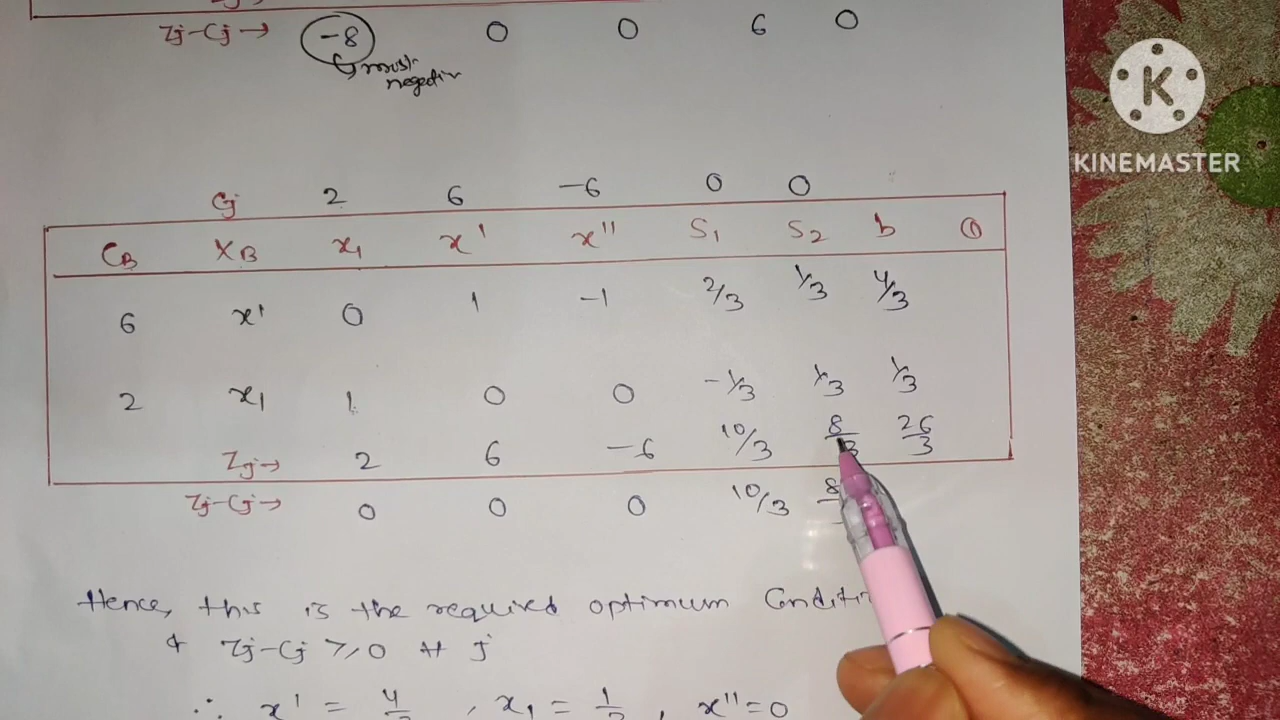 Zj-Cj → -8 0 0 6 0
most negative
K
KINEMASTER
Cj 2 6 -6 0 0
CB XB x1 x' x'' S1 S2 b θ
6 x' 0 1 -1 2/3 1/3 4/3
2 x1 1 0 0 -1/3 1/3 1/3
Zj → 2 6 -6 10/3 8/3 26/3
Zj-Cj → 0 0 0 10/3 8
Hence, this is the required optimum Conditi
& Zj-Cj ≥ 0 ∀ j
∴ x' = 4 , x1 = 1 , x'' = 0